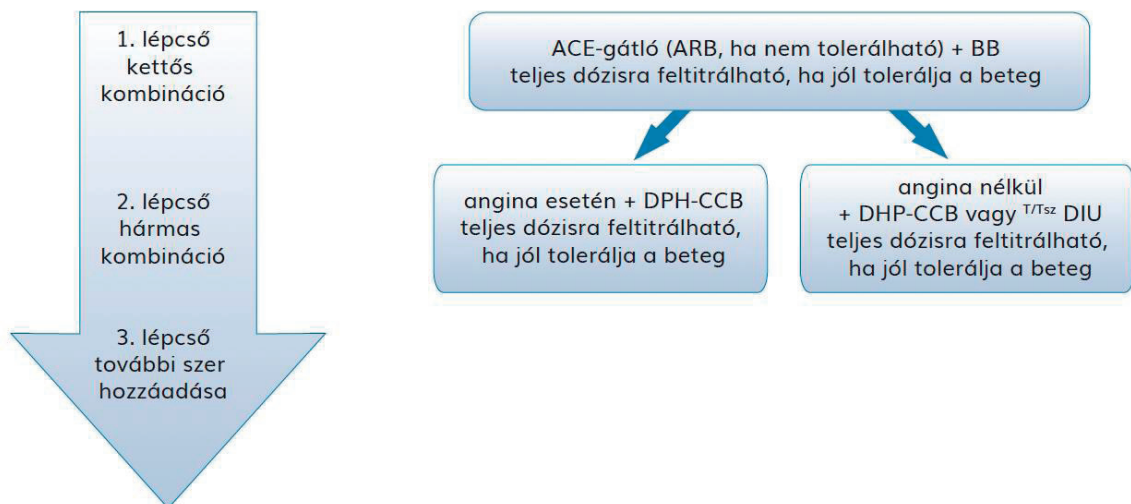 1. lépcső
kettős
kombináció
ACE-gátló (ARB, ha nem tolerálható) + BB
teljes dózisra feltitrálható, ha jól tolerálja a beteg
2. lépcső
hármas
kombináció
angina esetén + DPH-CCB
teljes dózisra feltitrálható,
ha jól tolerálja a beteg
angina nélkül
+ DHP-CCB vagy T/Tsz DIU
teljes dózisra feltitrálható,
ha jól tolerálja a beteg
3. lépcső
további szer
hozzáadása